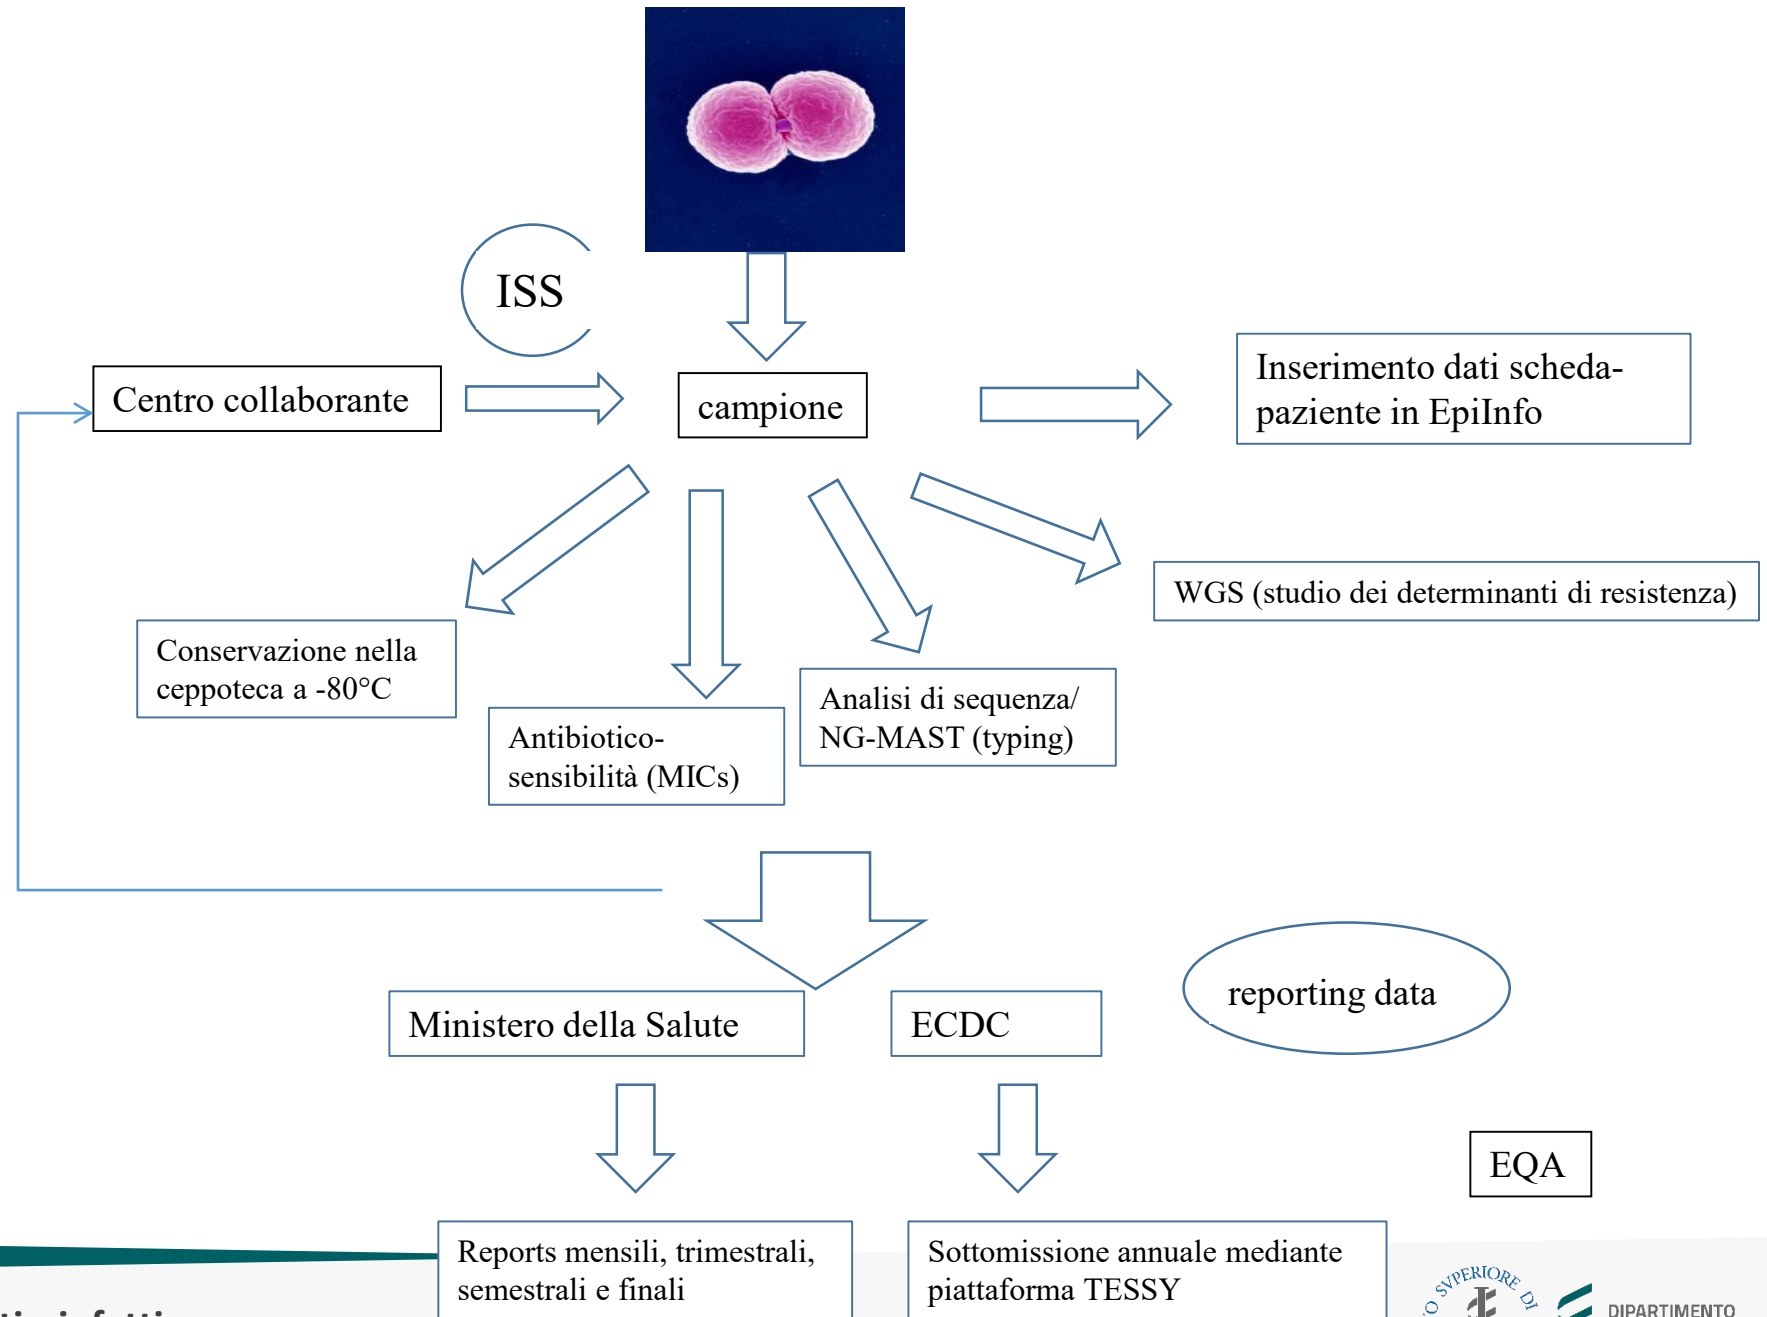 ISS
Centro collaborante
campione
Inserimento dati scheda-
paziente in EpiInfo
WGS (studio dei determinanti di resistenza)
Conservazione nella
ceppoteca a -80°C
Analisi di sequenza/
NG-MAST (typing)
Antibiotico-
sensibilità (MICs)
reporting data
Ministero della Salute
ECDC
EQA
Reports mensili, trimestrali,
semestrali e finali
Sottomissione annuale mediante
piattaforma TESSY
SVPERIORE DI
DIPARTIMENTO